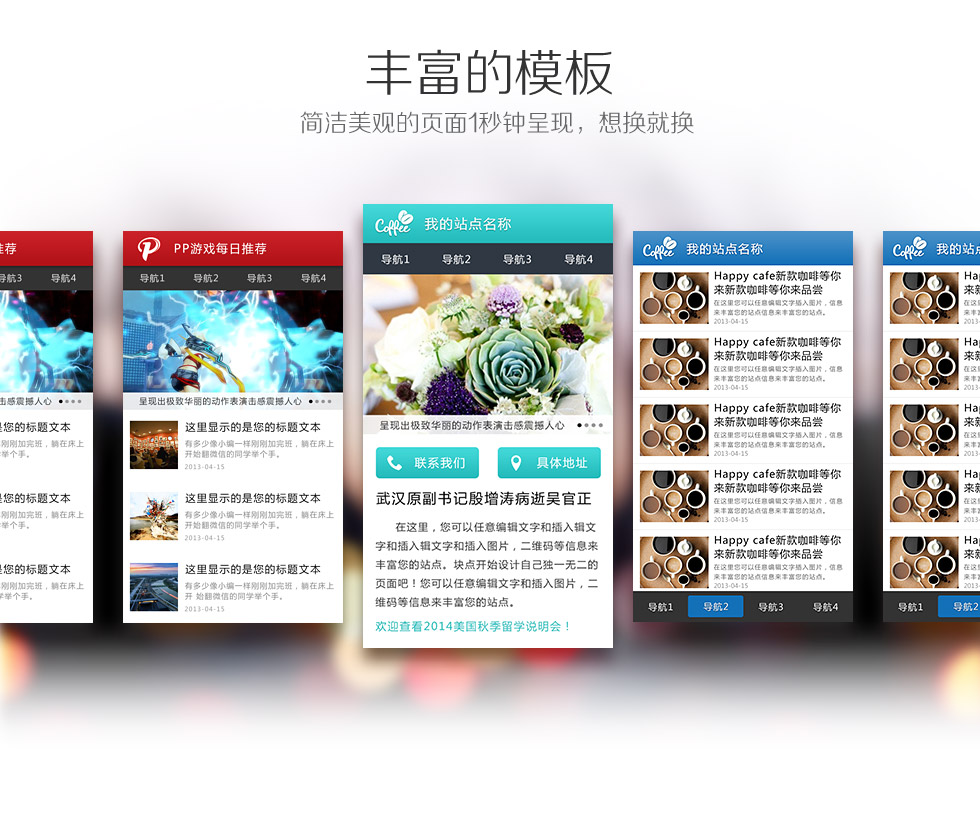 丰富的模板
简洁美观的页面1秒钟呈现，想换就换
推荐
导航3 导航4
击感震撼人心
是您的标题文本
刚刚加完班，躺在床上
学举个手。
是您的标题文本
刚刚加完班，躺在床上
学举个手。
是您的标题文本
刚刚加完班，躺在床上
学举个手。
PP游戏每日推荐
导航1 导航2 导航3 导航4
呈现出极致华丽的动作表演击感震撼人心
这里显示的是您的标题文本
有多少像小编一样刚刚加完班，躺在床上
开始翻微信的同学举个手。
2013-04-15
这里显示的是您的标题文本
有多少像小编一样刚刚加完班，躺在床上
开始翻微信的同学举个手。
2013-04-15
这里显示的是您的标题文本
有多少像小编一样刚刚加完班，躺在床上
开 始翻微信的同学举个手。
2013-04-15
Coffee 我的站点名称
导航1 导航2 导航3 导航4
呈现出极致华丽的动作表演击感震撼人心
联系我们 具体地址
武汉原副书记殷增涛病逝吴官正
在这里，您可以任意编辑文字和插入辑文
字和插入辑文字和插入图片，二维码等信息来
丰富您的站点。块点开始设计自己独一无二的
页面吧！您可以任意编辑文字和插入图片，二
维码等信息来丰富您的站点。
欢迎查看2014美国秋季留学说明会！
Coffee 我的站点名称
Happy cafe新款咖啡等你
来新款咖啡等你来品尝
在这里您可以任意编辑文字插入图片，信息
来丰富您的站点信息来丰富您的站点。
2013-04-15
Happy cafe新款咖啡等你
来新款咖啡等你来品尝
在这里您可以任意编辑文字插入图片，信息
来丰富您的站点信息来丰富您的站点。
2013-04-15
Happy cafe新款咖啡等你
来新款咖啡等你来品尝
在这里您可以任意编辑文字插入图片，信息
来丰富您的站点信息来丰富您的站点。
2013-04-15
Happy cafe新款咖啡等你
来新款咖啡等你来品尝
在这里您可以任意编辑文字插入图片，信息
来丰富您的站点信息来丰富您的站点。
2013-04-15
Happy cafe新款咖啡等你
来新款咖啡等你来品尝
在这里您可以任意编辑文字插入图片，信息
来丰富您的站点信息来丰富您的站点。
2013-04-15
导航1 导航2 导航3 导航4
Coffee 我的站
导航1 导航2